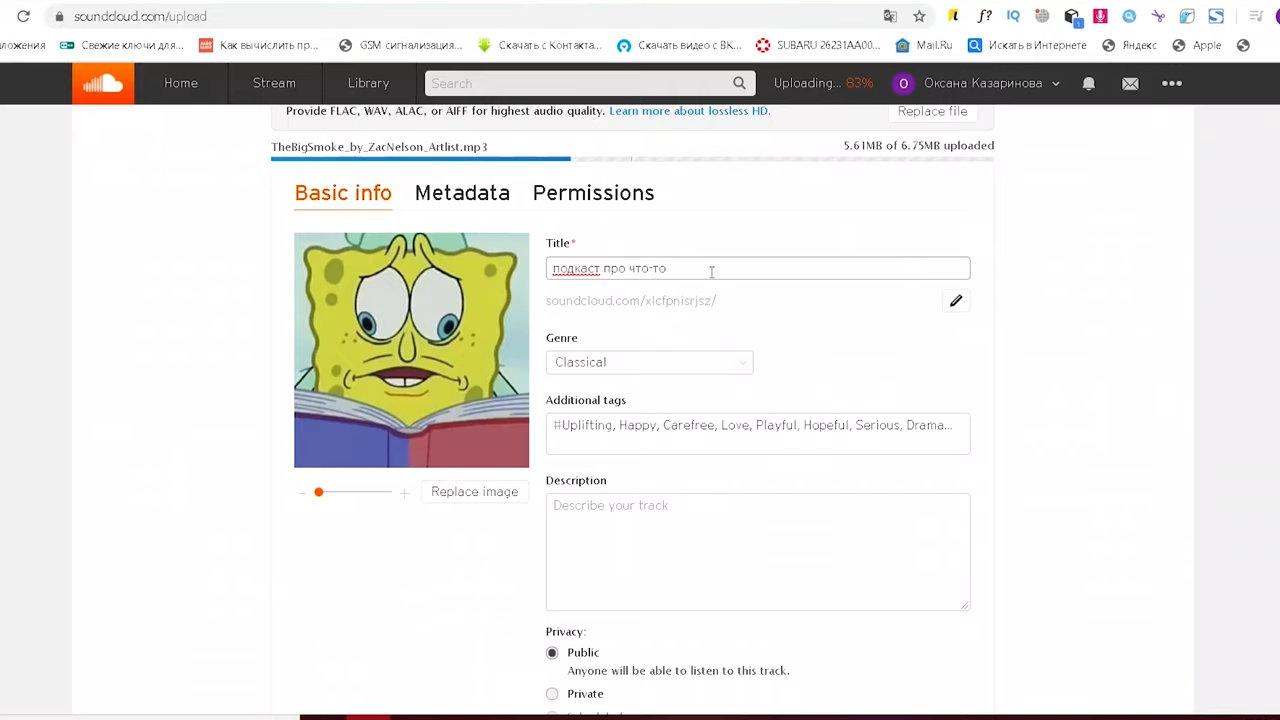 soundcloud.com/upload
ложения Свежие ключи для... Как вычислить пр... GSM сигнализация... Скачать с Контакта... Скачать видео с ВК... SUBARU 26231AA00... Mail.Ru Искать в Интернете Яндекс Apple
Home Stream Library Search Uploading... 83% O Оксана Казаринова
Provide FLAC, WAV, ALAC, or AIFF for highest audio quality. Learn more about lossless HD. Replace file
TheBigSmoke_by_ZacNelson_Artlist.mp3 5.61MB of 6.75MB uploaded
Basic info Metadata Permissions
Title*
подкаст про что-то
soundcloud.com/xlcfpnisrjsz/
Genre
Classical
Additional tags
#Uplifting, Happy, Carefree, Love, Playful, Hopeful, Serious, Drama...
Description
Describe your track
Replace image
Privacy:
Public
Anyone will be able to listen to this track.
Private